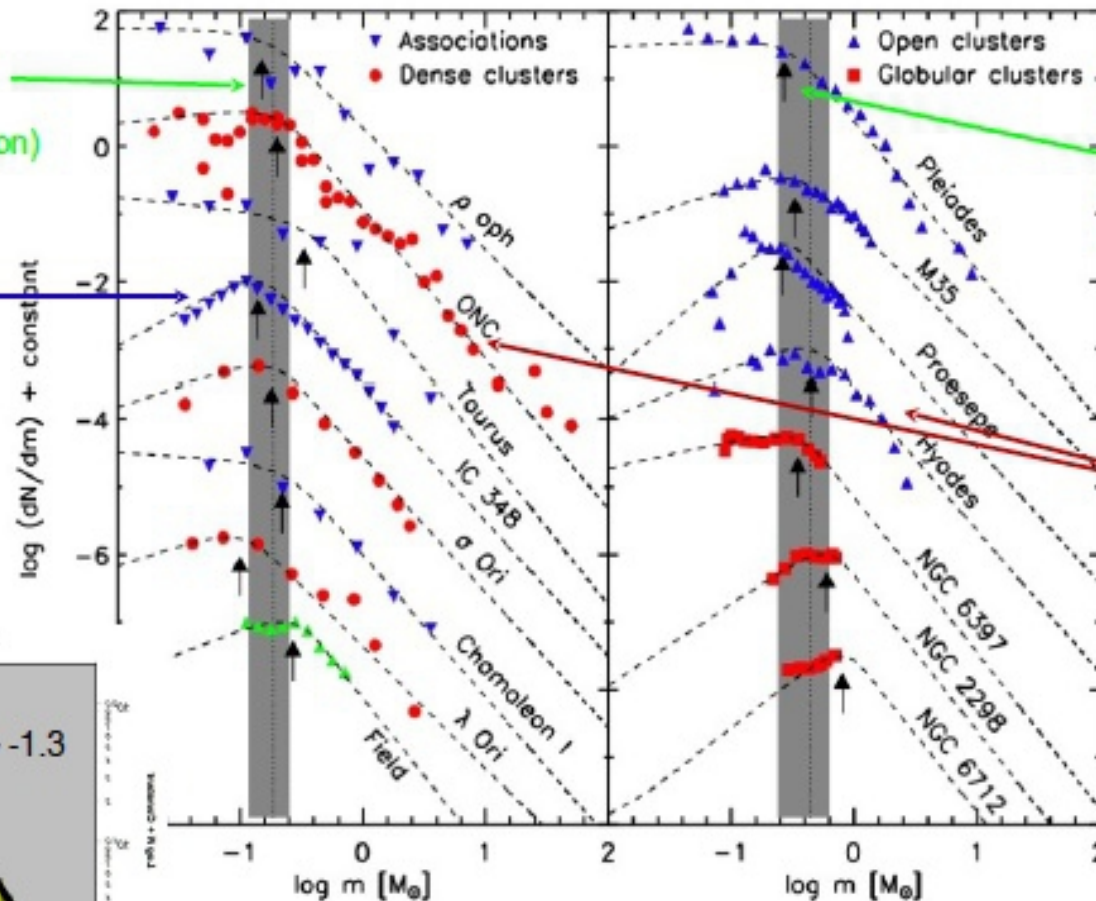 2
0
−2
−4
−6
log (dN/dm) + constant
Associations
Dense clusters
ρ oph
ONC
Taurus
IC 348
σ Ori
Chamaleon I
λ Ori
Field
−1
0
1
2
log m [M⊙]
Open clusters
Globular clusters
Pleiades
M35
Praesepe
Hyades
NGC 6397
NGC 2298
NGC 6712
−1
0
2
log m [M⊙]
on)
-1.3